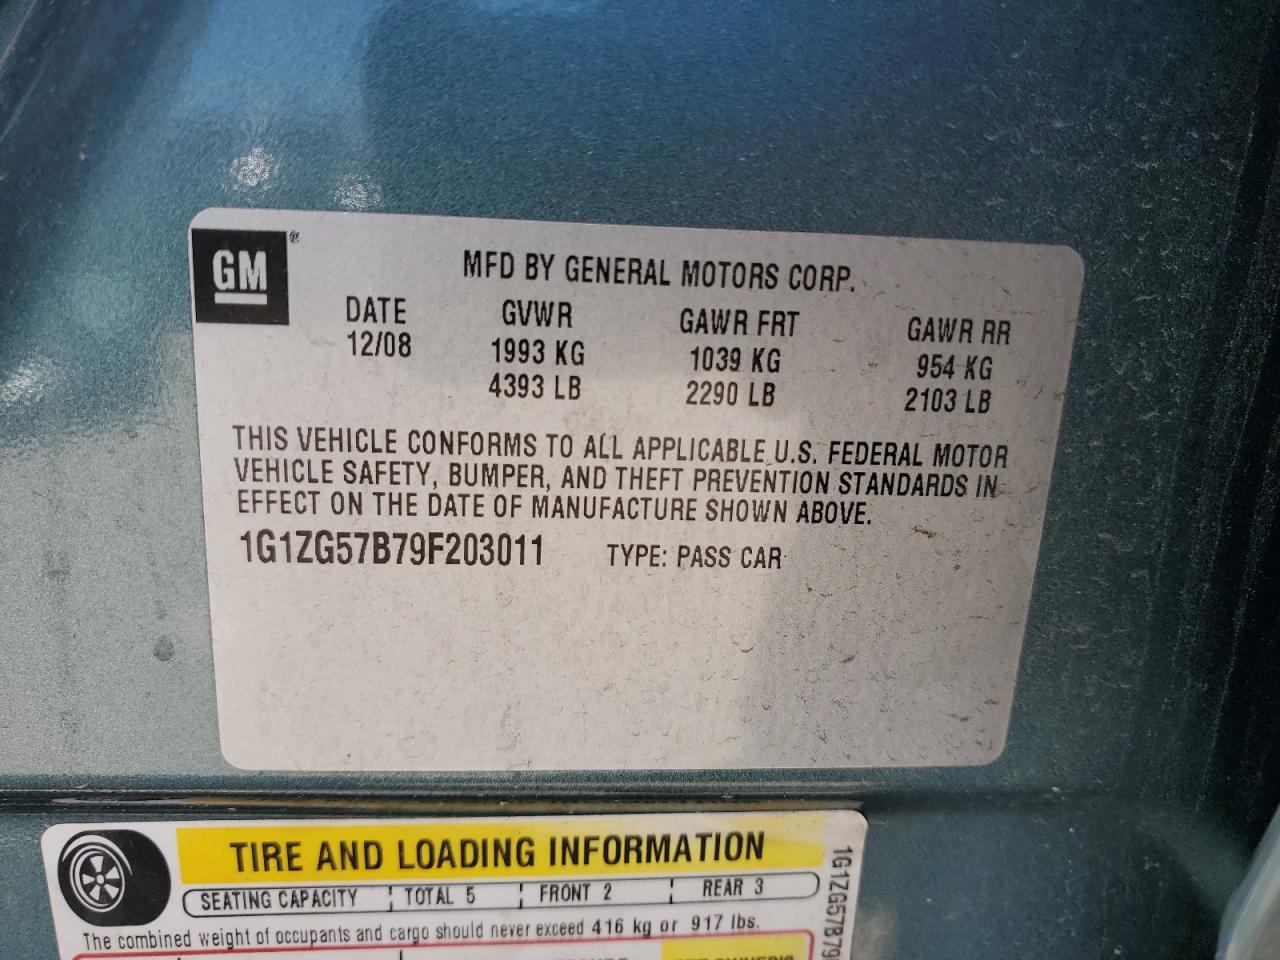 GM®
MFD BY GENERAL MOTORS CORP.
DATE GVWR GAWR FRT GAWR RR
12/08 1993 KG 1039 KG 954 KG
4393 LB 2290 LB 2103 LB
THIS VEHICLE CONFORMS TO ALL APPLICABLE U.S. FEDERAL MOTOR
VEHICLE SAFETY, BUMPER, AND THEFT PREVENTION STANDARDS IN
EFFECT ON THE DATE OF MANUFACTURE SHOWN ABOVE.
1G1ZG57B79F203011 TYPE: PASS CAR
TIRE AND LOADING INFORMATION
SEATING CAPACITY TOTAL 5 FRONT 2 REAR 3
The combined weight of occupants and cargo should never exceed 416 kg or 917 lbs.
1G1ZG57B79